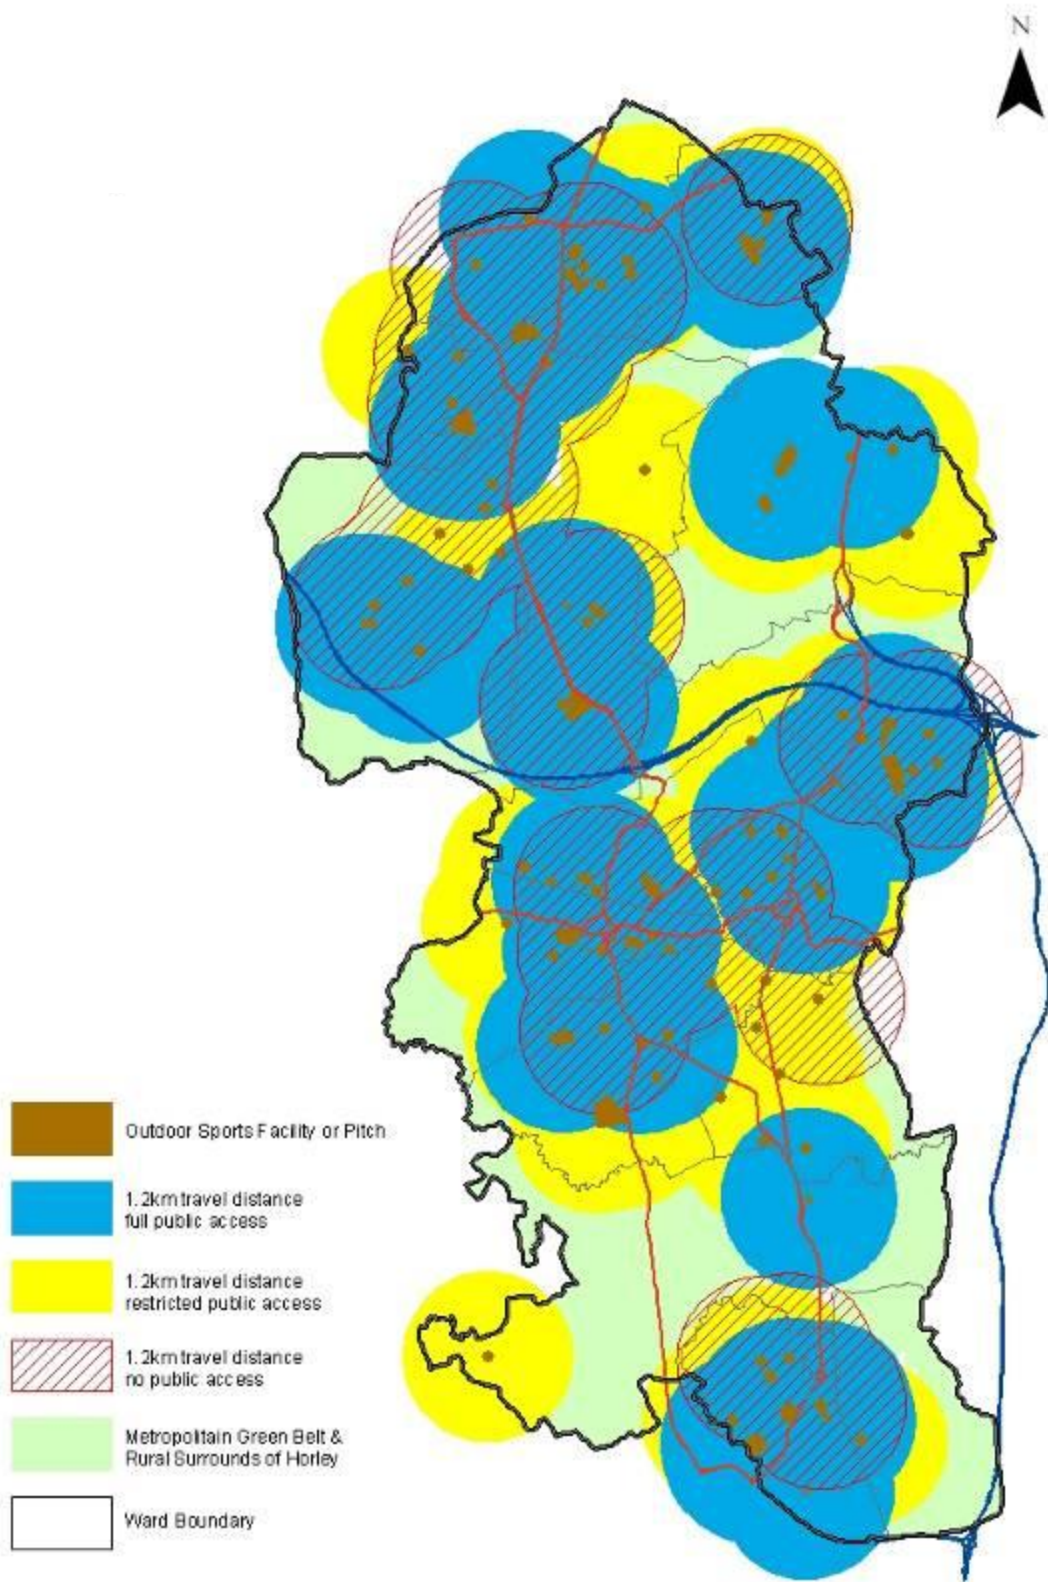 N
Outdoor Sports Facility or Pitch
1.2km travel distance
full public access
1.2km travel distance
restricted public access
1.2km travel distance
no public access
Metropolitain Green Belt &
Rural Surrounds of Horley
Ward Boundary